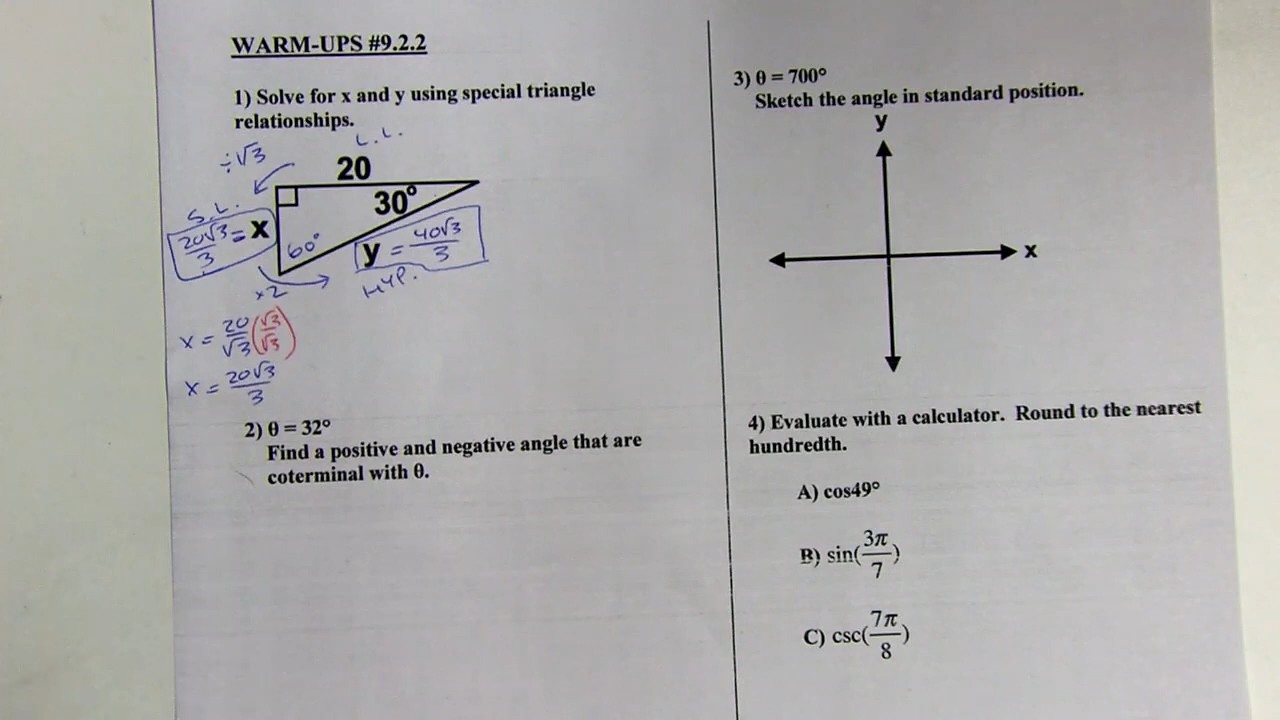 WARM-UPS #9.2.2
1) Solve for x and y using special triangle
relationships.
L.L.
÷√3
20
30°
S.L.
20√3/3 = x
60°
y = 40√3/3
HYP.
×2
x = 20/√3 (√3/√3)
x = 20√3/3
2) θ = 32°
Find a positive and negative angle that are
coterminal with θ.
3) θ = 700°
Sketch the angle in standard position.
y
x
4) Evaluate with a calculator. Round to the nearest
hundredth.
A) cos49°
B) sin(3π/7)
C) csc(7π/8)